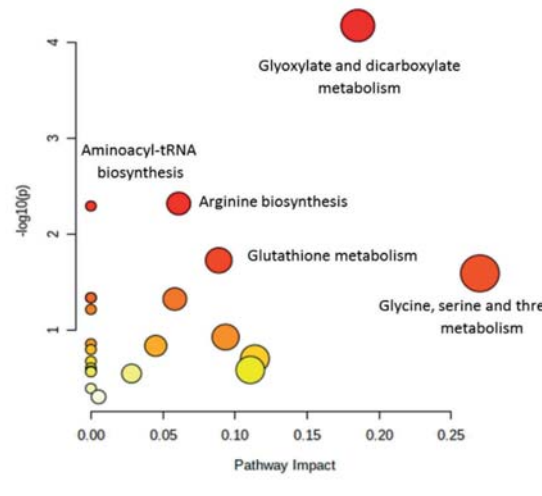 4
Glyoxylate and dicarboxylate
metabolism
3
Aminoacyl-tRNA
biosynthesis
Arginine biosynthesis
-log10(p)
2
Glutathione metabolism
Glycine, serine and thre
metabolism
1
0.00 0.05 0.10 0.15 0.20 0.25
Pathway Impact